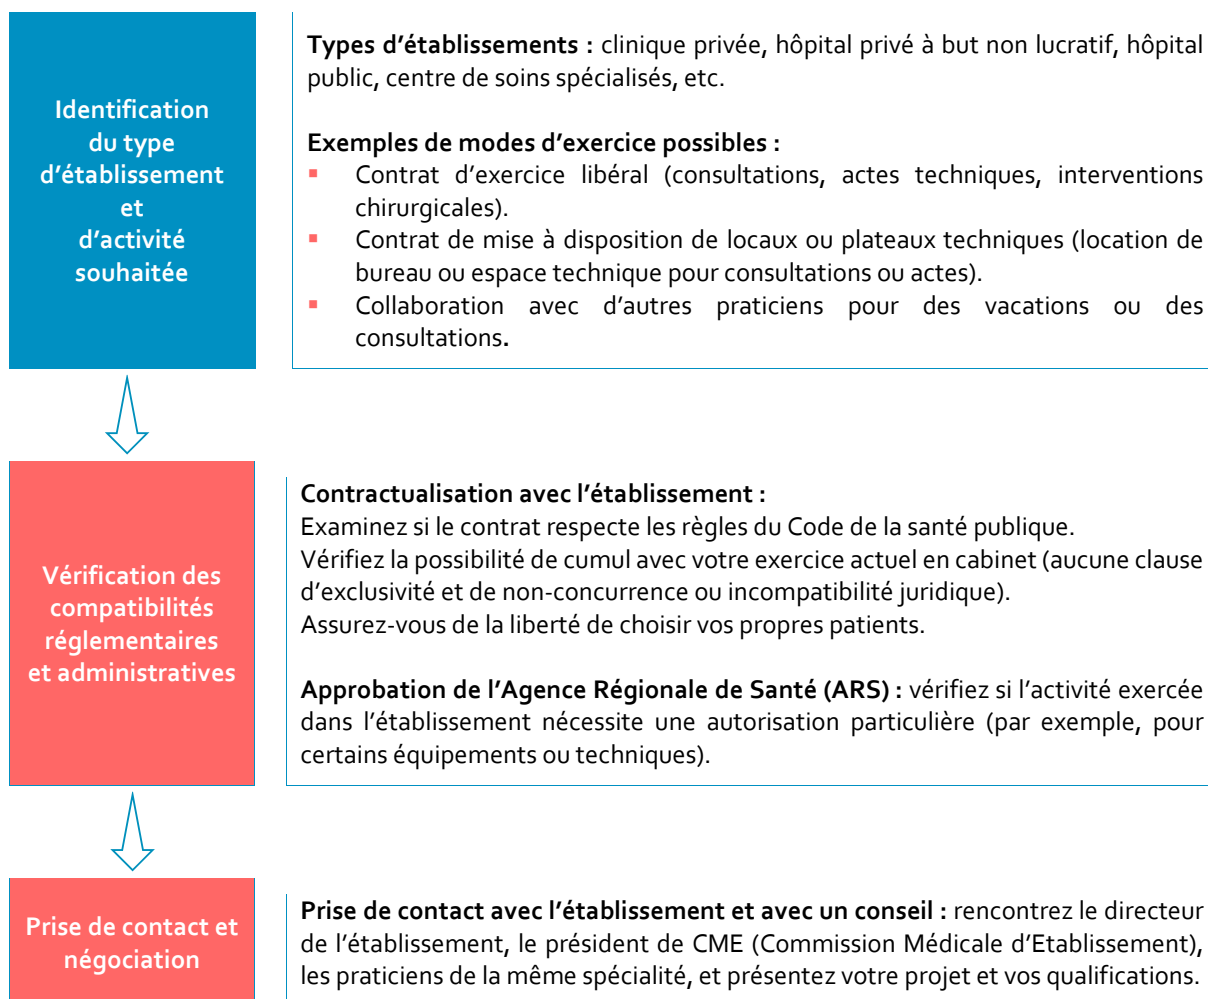 Identification
du type
d'établissement
et
d'activité
souhaitée
Types d'établissements : clinique privée, hôpital privé à but non lucratif, hôpital
public, centre de soins spécialisés, etc.
Exemples de modes d'exercice possibles :
▪ Contrat d'exercice libéral (consultations, actes techniques, interventions
chirurgicales).
▪ Contrat de mise à disposition de locaux ou plateaux techniques (location de
bureau ou espace technique pour consultations ou actes).
▪ Collaboration avec d'autres praticiens pour des vacations ou des
consultations.
Vérification des
compatibilités
réglementaires
et administratives
Contractualisation avec l'établissement :
Examinez si le contrat respecte les règles du Code de la santé publique.
Vérifiez la possibilité de cumul avec votre exercice actuel en cabinet (aucune clause
d'exclusivité et de non-concurrence ou incompatibilité juridique).
Assurez-vous de la liberté de choisir vos propres patients.
Approbation de l'Agence Régionale de Santé (ARS) : vérifiez si l'activité exercée
dans l'établissement nécessite une autorisation particulière (par exemple, pour
certains équipements ou techniques).
Prise de contact et
négociation
Prise de contact avec l'établissement et avec un conseil : rencontrez le directeur
de l'établissement, le président de CME (Commission Médicale d'Etablissement),
les praticiens de la même spécialité, et présentez votre projet et vos qualifications.